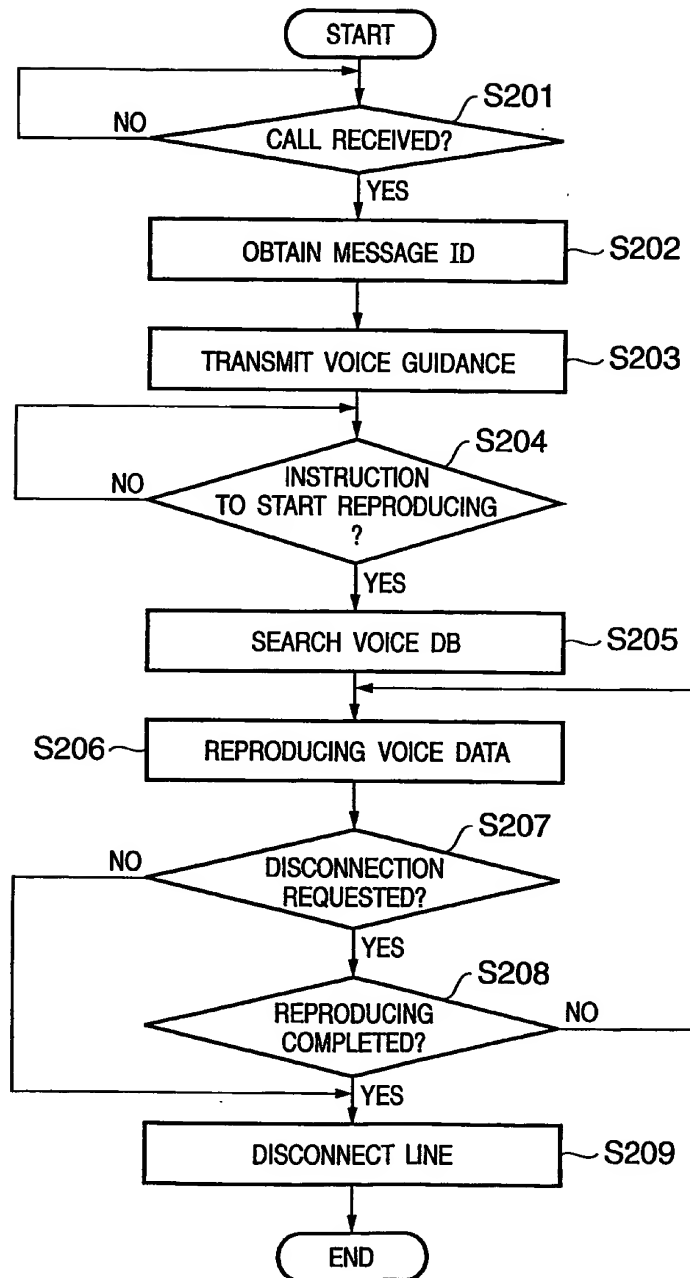 START
S201
NO
CALL RECEIVED?
YES
OBTAIN MESSAGE ID
S202
TRANSMIT VOICE GUIDANCE
S203
S204
NO
INSTRUCTION
TO START REPRODUCING
?
YES
SEARCH VOICE DB
S205
S206
REPRODUCING VOICE DATA
S207
NO
DISCONNECTION
REQUESTED?
YES
S208
REPRODUCING
COMPLETED?
NO
YES
DISCONNECT LINE
S209
END